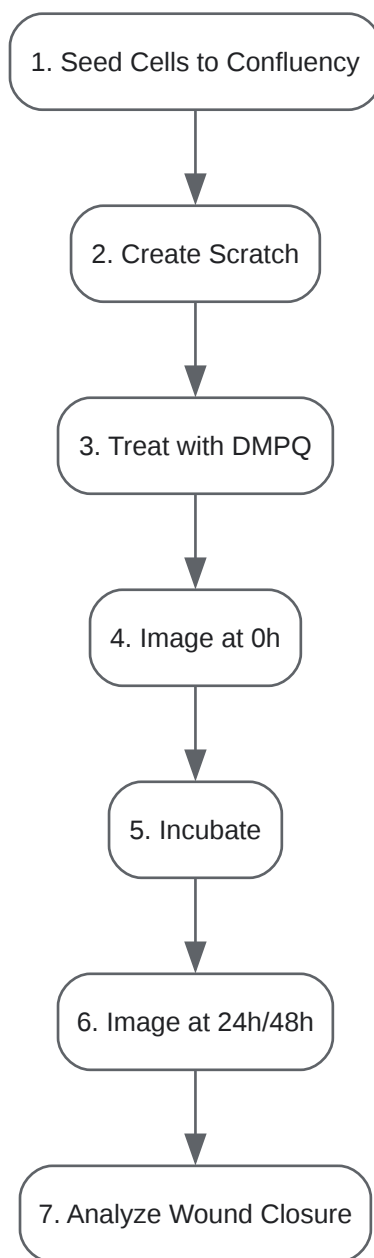 1. Seed Cells to Confluency
2. Create Scratch
3. Treat with DMPQ
4. Image at 0h
5. Incubate
6. Image at 24h/48h
7. Analyze Wound Closure